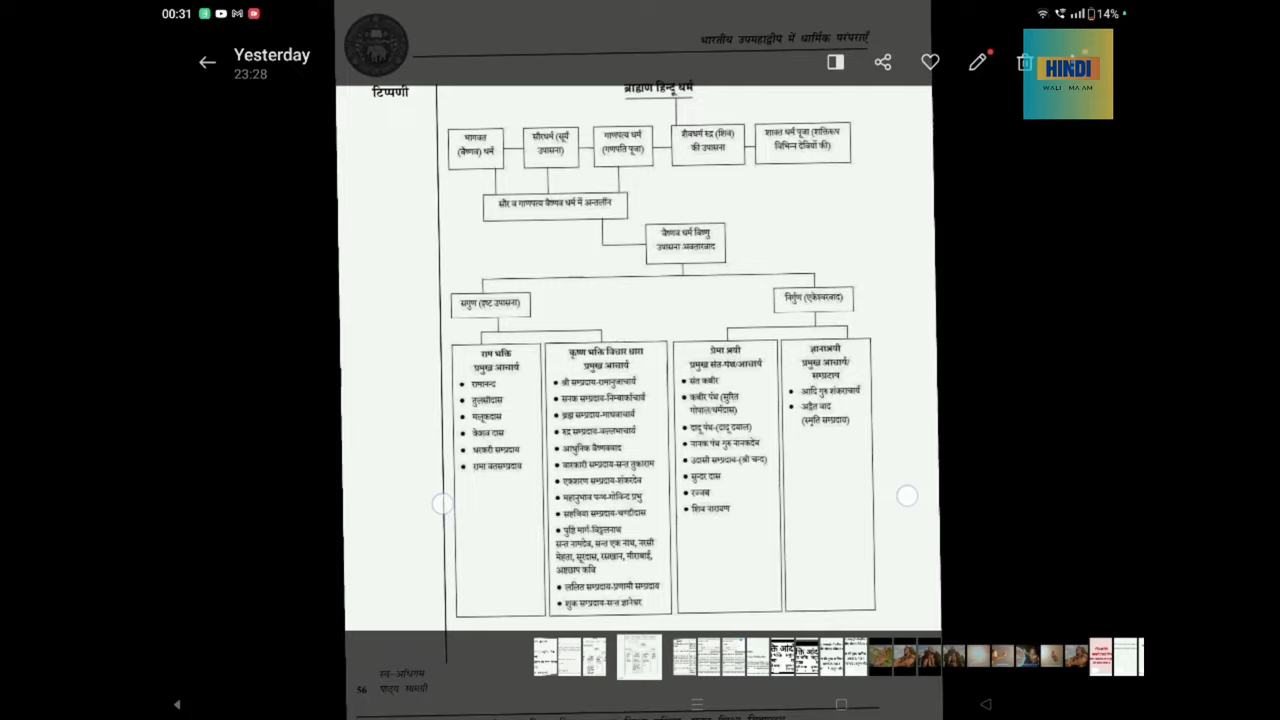 00:31
14%
Yesterday
23:28
HINDI
WALI MA AM
भारतीय उपमहाद्वीप में धार्मिक परंपराएँ
टिप्पणी
ब्राह्मण हिन्दू धर्म
भागवत
(वैष्णव) धर्म
सौरधर्म (सूर्य
उपासना)
गाणपत्य धर्म
(गणपति पूजा)
शैवधर्म रुद्र (शिव)
की उपासना
शाक्त धर्म पूजा (शक्तिरूप
विभिन्न देवियों की)
सौर व गाणपत्य वैष्णव धर्म में अन्तर्लीन
वैष्णव धर्म विष्णु
उपासना अवतारवाद
सगुण (इष्ट उपासना)
निर्गुण (एकेश्वरवाद)
राम भक्ति
प्रमुख आचार्य
• रामानन्द
• तुलसीदास
• मलूकदास
• केशव दास
• धरकरी सम्प्रदाय
• रामा वतसम्प्रदाय
कृष्ण भक्ति विचार धारा
प्रमुख आचार्य
• श्री सम्प्रदाय-रामानुजाचार्य
• सनक सम्प्रदाय-निम्बार्काचार्य
• ब्रह्म सम्प्रदाय-माधवाचार्य
• रुद्र सम्प्रदाय-वल्लभाचार्य
• आधुनिक वैष्णववाद
• वारकारी सम्प्रदाय-सन्त तुकाराम
• एकशरण सम्प्रदाय-शंकरदेव
• महानुभाव पन्थ-गोविन्द प्रभु
• सहजिया सम्प्रदाय-चण्डीदास
• पुष्टि मार्ग-विट्ठलनाथ
सन्त नामदेव, सन्त एक नाथ, नरसी
मेहता, सूरदास, रसखान, मीराबाई,
अष्टछाप कवि
• ललित सम्प्रदाय-प्रणामी सम्प्रदाय
• शुक सम्प्रदाय-सन्त ज्ञानेश्वर
प्रेमा श्रयी
प्रमुख संत-पंथ/आचार्य
• संत कबीर
• कबीर पंथ (सुरित
गोपाल/धर्मदास)
• दादू पंथ-(दादू दयाल)
• नानक पंथ गुरु नानकदेव
• उदासी सम्प्रदाय-(श्री चन्द)
• सुन्दर दास
• रज्जब
• शिव नारायण
ज्ञानाश्रयी
प्रमुख आचार्य/
सम्प्रदाय
• आदि गुरु शंकराचार्य
• अद्वैत वाद
(स्मृति सम्प्रदाय)
स्व-अधिगम
56 पाठ्य सामग्री